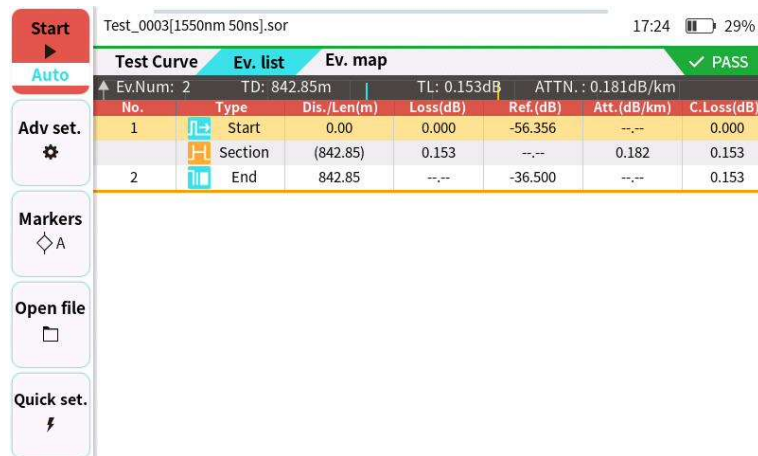 Start
Auto
Adv set.
Markers
A
Open file
Quick set.
Test_0003[1550nm 50ns].sor
17:24 29%
Test Curve Ev. list Ev. map PASS
Ev.Num: 2 TD: 842.85m TL: 0.153dB ATTN.: 0.181dB/km
No. Type Dis./Len(m) Loss(dB) Ref.(dB) Att.(dB/km) C.Loss(dB)
1 Start 0.00 0.000 -56.356 --.-- 0.000
Section (842.85) 0.153 --.-- 0.182 0.153
2 End 842.85 --.-- -36.500 --.-- 0.153